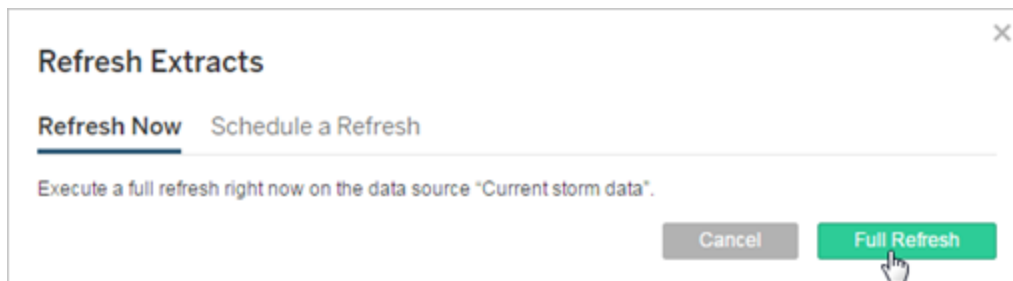 Refresh Extracts
Refresh Now Schedule a Refresh
Execute a full refresh right now on the data source "Current storm data".
Cancel Full Refresh